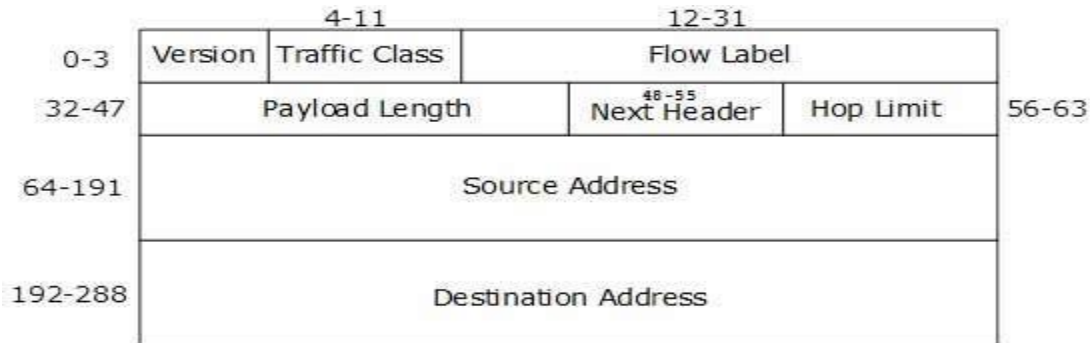 4-11 12-31
0-3 Version Traffic Class Flow Label
48-55
32-47 Payload Length Next Header Hop Limit 56-63
64-191 Source Address
192-288 Destination Address